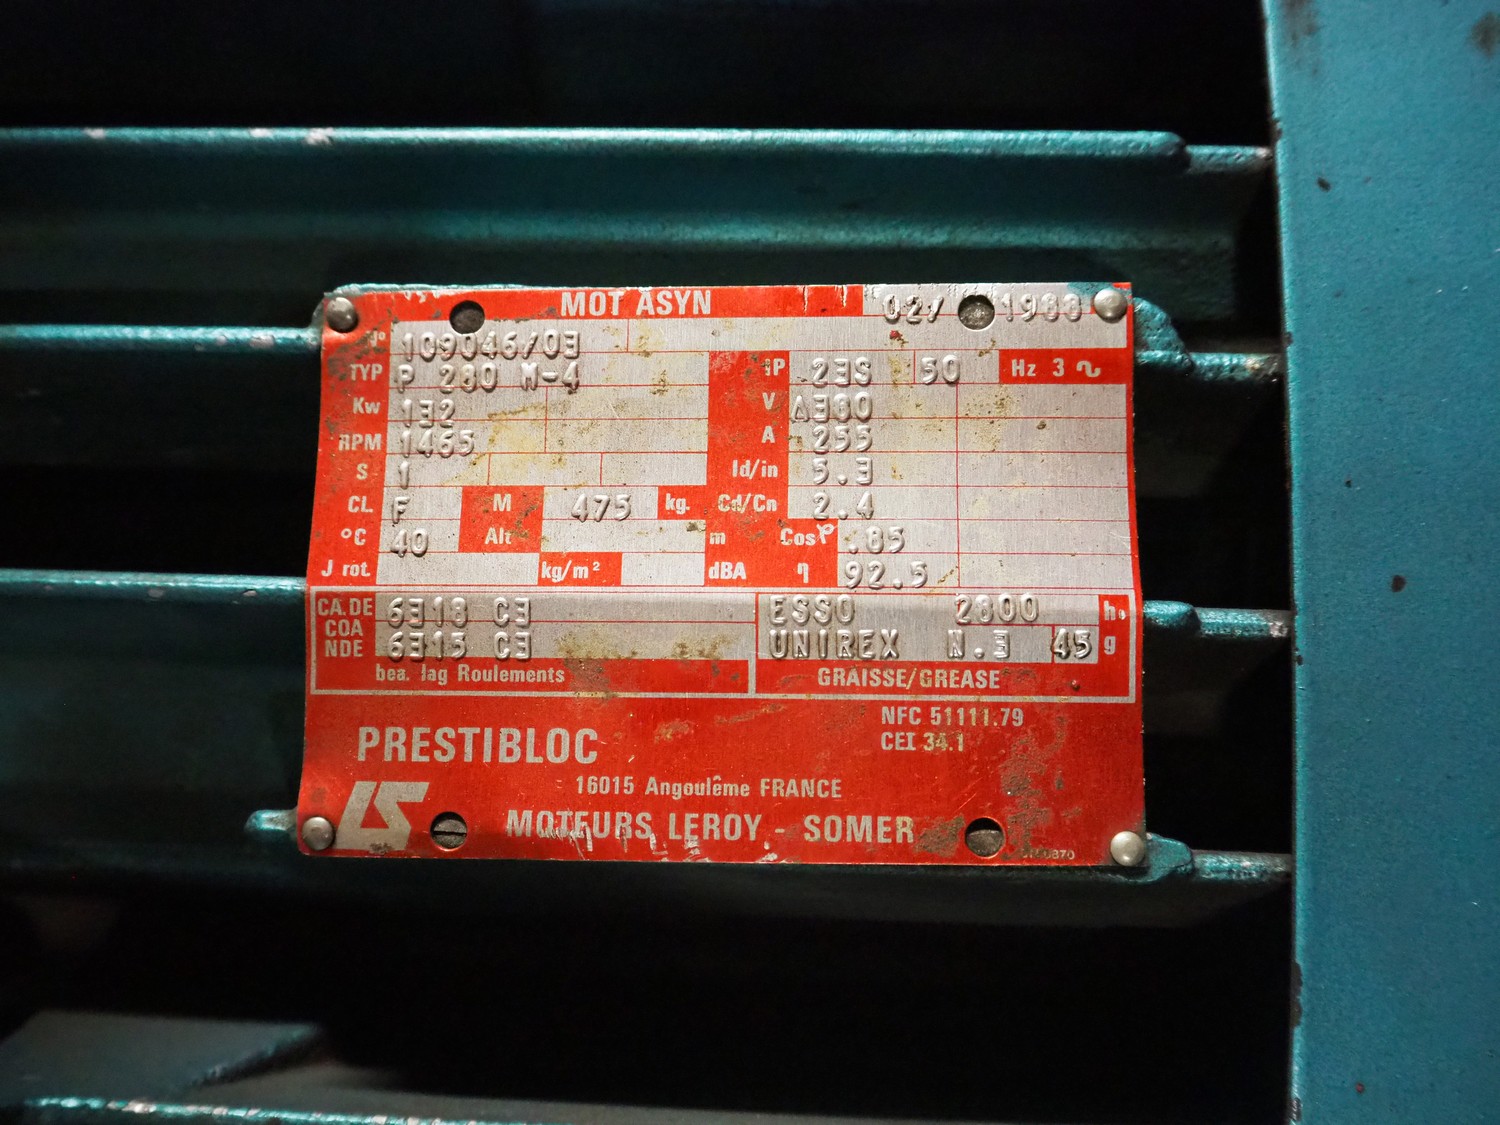 MOT ASYN 02/ 1988
No 109046/03
TYP P 280 M-4 IP 23S 50 Hz 3 ~
Kw 132 V Δ380
RPM 1465 A 255
S 1 Id/in 5.3
CL. F M 475 kg. Cd/Cn 2.4
°C 40 Alt m Cosφ .85
J rot. kg/m² dBA η 92.5
CA.DE 6318 C3 ESSO 2800 h.
COA
NDE 6315 C3 UNIREX N.3 45 g
bea. lag Roulements GRAISSE/GREASE
NFC 51111.79
PRESTIBLOC CEI 34.1
16015 Angoulême FRANCE
LS MOTEURS LEROY - SOMER